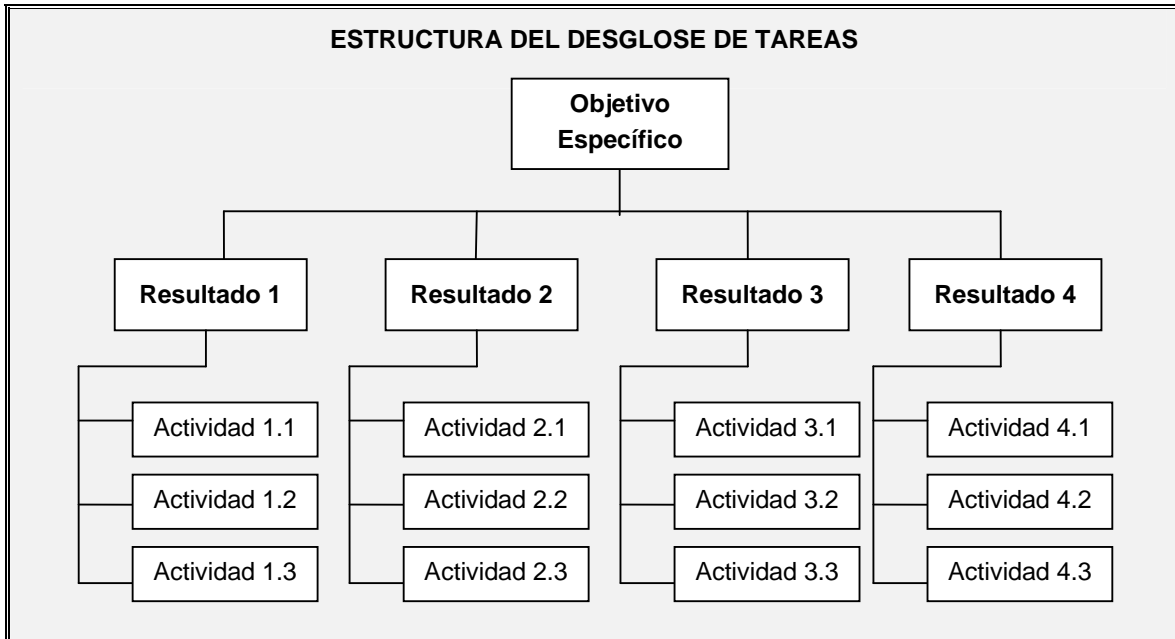 ESTRUCTURA DEL DESGLOSE DE TAREAS
Objetivo
Específico
Resultado 1
Resultado 2
Resultado 3
Resultado 4
Actividad 1.1
Actividad 2.1
Actividad 3.1
Actividad 4.1
Actividad 1.2
Actividad 2.2
Actividad 3.2
Actividad 4.2
Actividad 1.3
Actividad 2.3
Actividad 3.3
Actividad 4.3